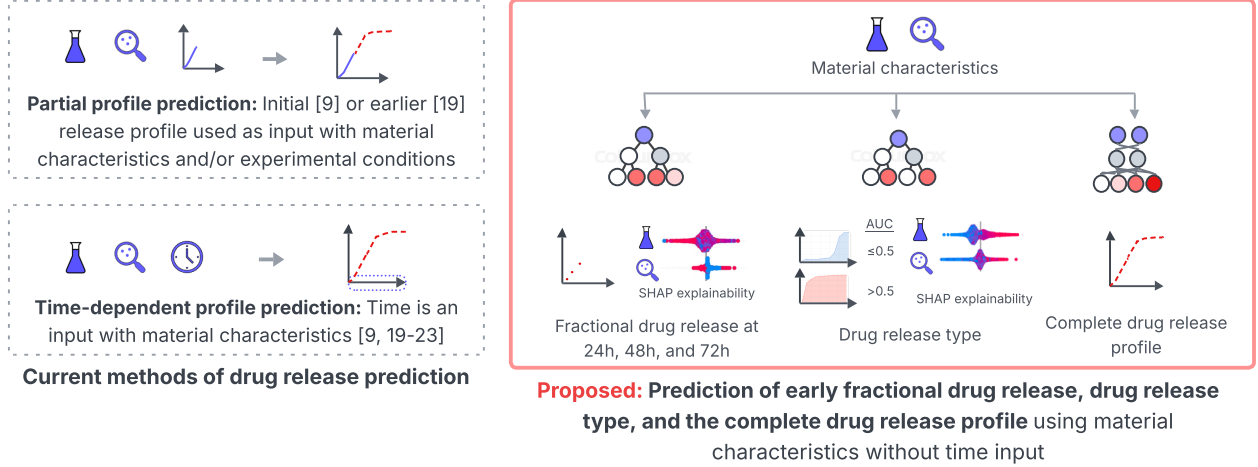 Partial profile prediction: Initial [9] or earlier [19]
release profile used as input with material
characteristics and/or experimental conditions
Time-dependent profile prediction: Time is an
input with material characteristics [9, 19-23]
Current methods of drug release prediction
Material characteristics
SHAP explainability
Fractional drug release at
24h, 48h, and 72h
AUC
≤0.5
>0.5
SHAP explainability
Drug release type
Complete drug release
profile
Proposed: Prediction of early fractional drug release, drug release
type, and the complete drug release profile using material
characteristics without time input